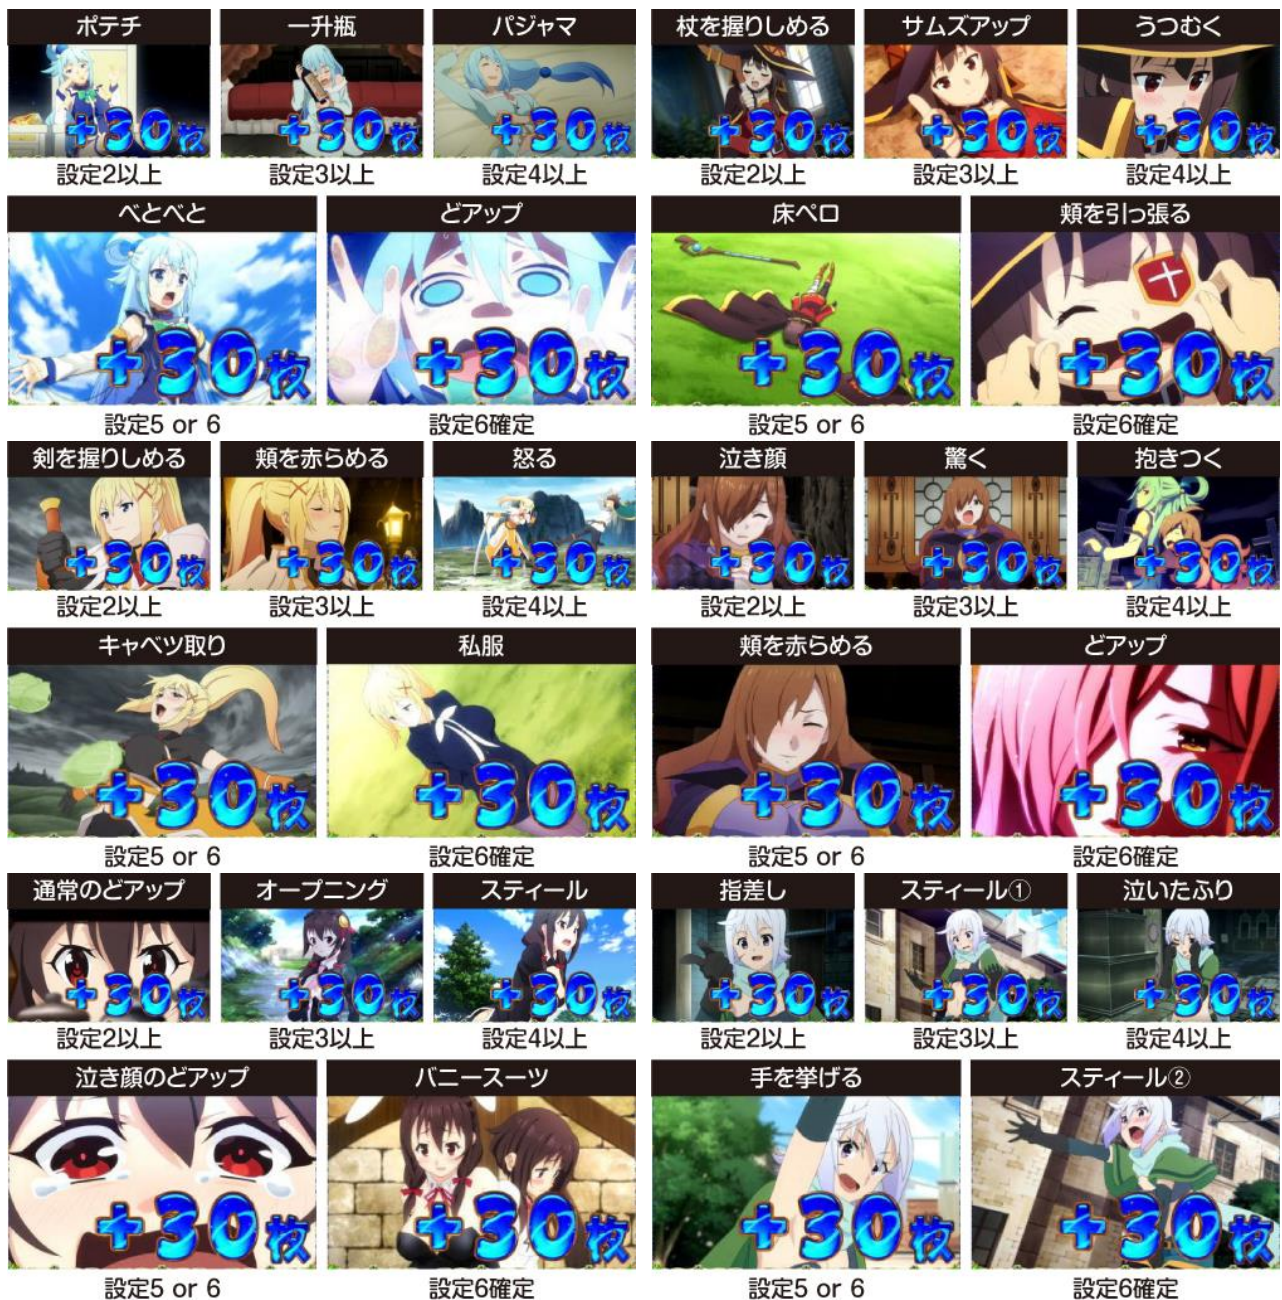 ポテチ
一升瓶
パジャマ
+30枚
+30枚
+30枚
設定2以上
設定3以上
設定4以上
べとべと
どアップ
+30枚
+30枚
設定5 or 6
設定6確定
杖を握りしめる
サムズアップ
うつむく
+30枚
+30枚
+30枚
設定2以上
設定3以上
設定4以上
床ペロ
頬を引っ張る
+30枚
+30枚
設定5 or 6
設定6確定
剣を握りしめる
頬を赤らめる
怒る
+30枚
+30枚
+30枚
設定2以上
設定3以上
設定4以上
キャベツ取り
私服
+30枚
+30枚
設定5 or 6
設定6確定
泣き顔
驚く
抱きつく
+30枚
+30枚
+30枚
設定2以上
設定3以上
設定4以上
頬を赤らめる
どアップ
+30枚
+30枚
設定5 or 6
設定6確定
通常のどアップ
オープニング
スティール
+30枚
+30枚
+30枚
設定2以上
設定3以上
設定4以上
泣き顔のどアップ
バニースーツ
+30枚
+30枚
設定5 or 6
設定6確定
指差し
スティール①
泣いたふり
+30枚
+30枚
+30枚
設定2以上
設定3以上
設定4以上
手を挙げる
スティール②
+30枚
+30枚
設定5 or 6
設定6確定